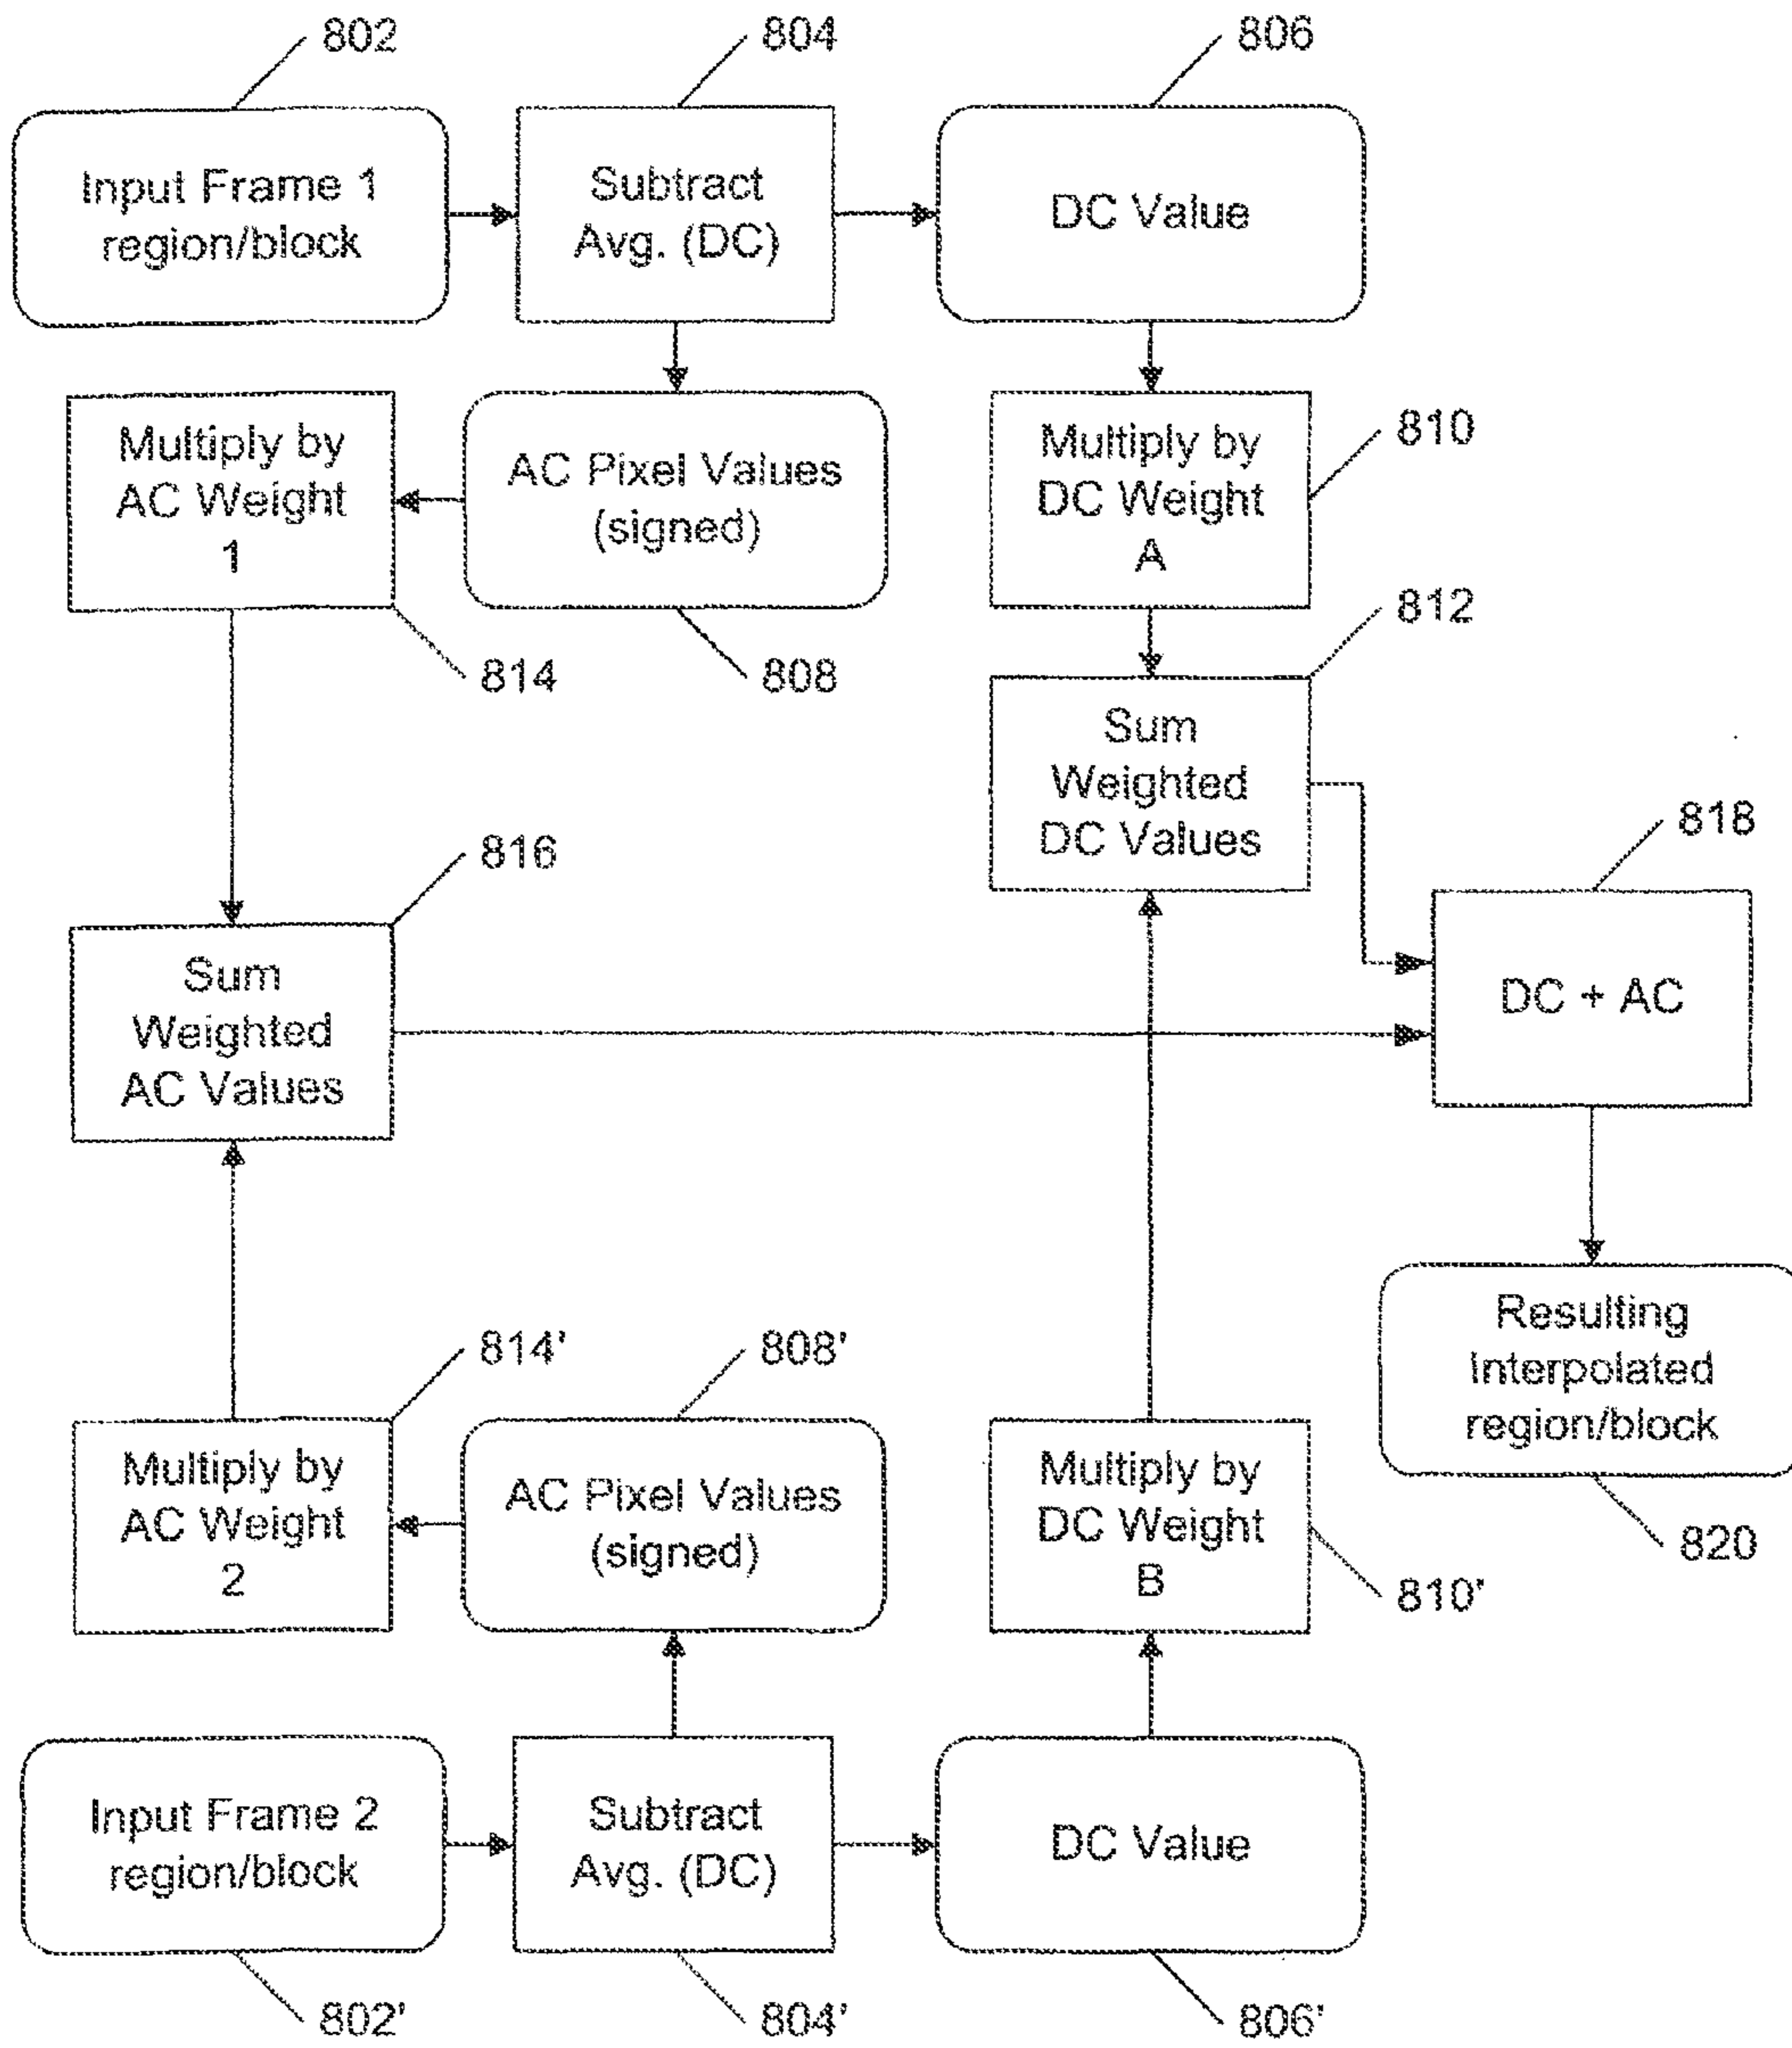 802
804
806
Input Frame 1
region/block
Subtract
Avg. (DC)
DC Value
Multiply by
AC Weight
1
AC Pixel Values
(signed)
Multiply by
DC Weight
A
810
812
814
808
Sum
Weighted
DC Values
816
818
Sum
Weighted
AC Values
DC + AC
Resulting
Interpolated
region/block
814'
808'
Multiply by
AC Weight
2
AC Pixel Values
(signed)
Multiply by
DC Weight
B
820
810'
Input Frame 2
region/block
Subtract
Avg. (DC)
DC Value
802'
804'
806'